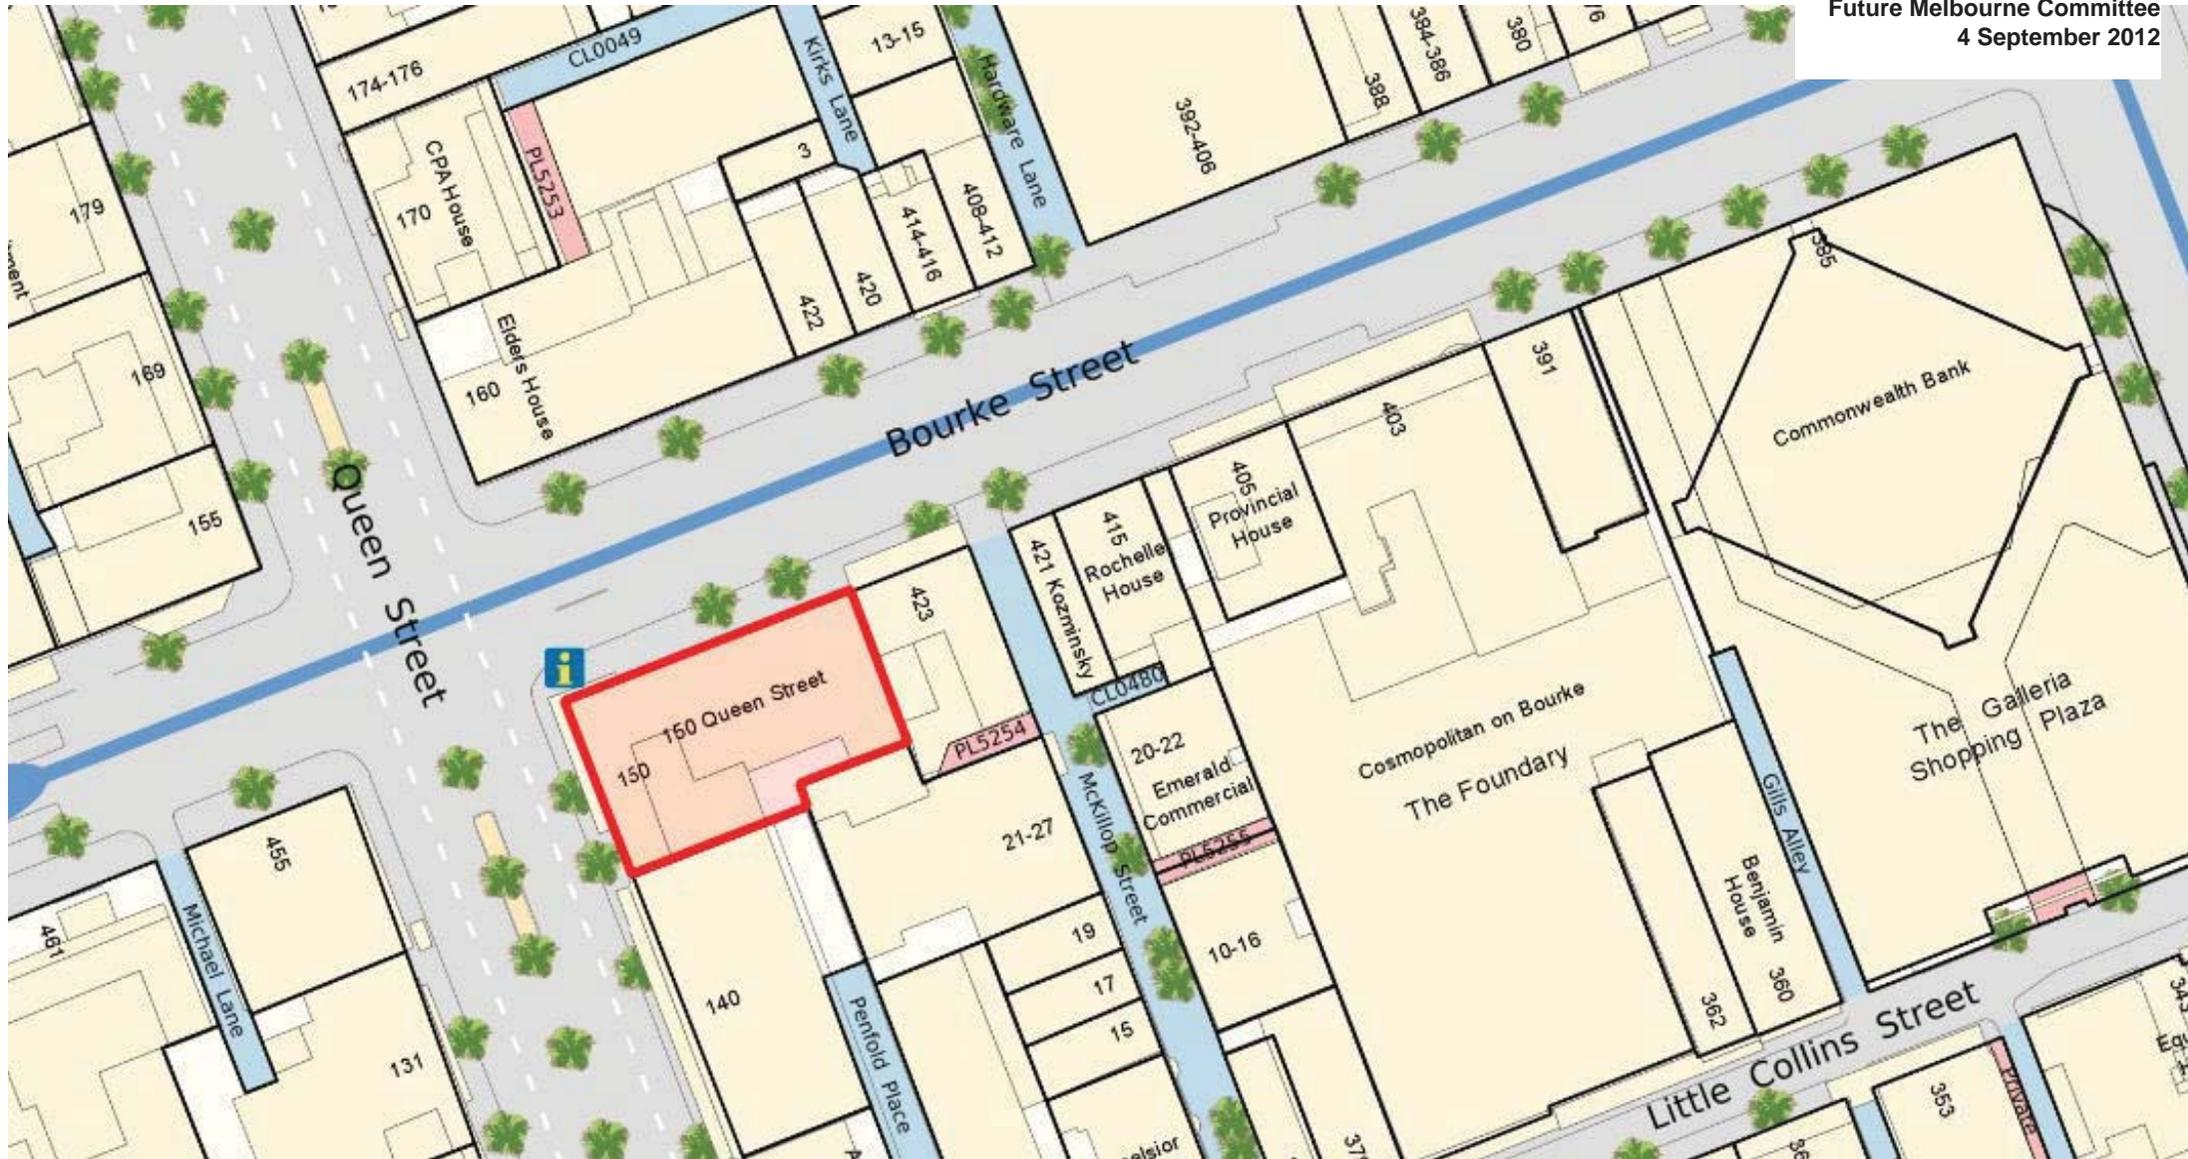 Future Melbourne Committee
4 September 2012
174-176
CL0049
Kirks Lane
13-15
Hardware Lane
392-406
388
384-386
380
179
CPA House
170
PL5253
3
422
420
414-416
408-412
385
169
160
Elders House
Bourke Street
391
Commonwealth Bank
155
Queen Street
403
405
Provincial
House
415
Rochelle
House
421 Kozminsky
423
CL0480
i
150 Queen Street
150
PL5254
20-22
Emerald
Commercial
Cosmopolitan on Bourke
The Foundary
The Galleria
Shopping Plaza
Gills Alley
455
21-27
McKillop Street
PL5255
Benjamin
House
360
362
461
Michael Lane
19
17
15
10-16
140
Penfold Place
131
Little Collins Street
353
Private